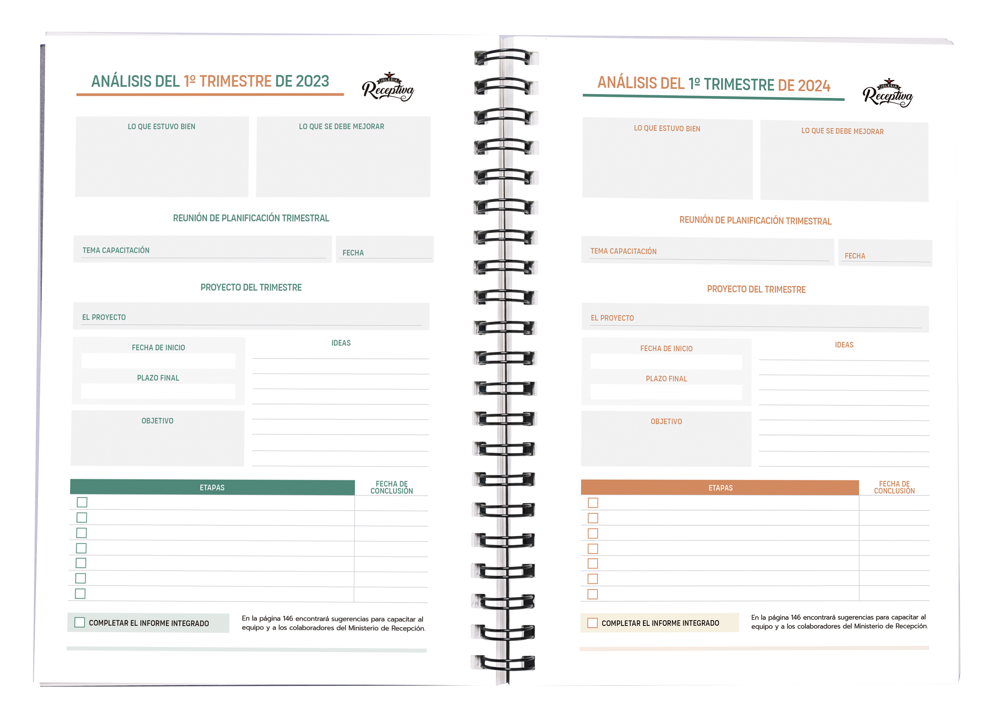 ANÁLISIS DEL 1º TRIMESTRE DE 2023
IGLESIA
Receptiva
LO QUE ESTUVO BIEN
LO QUE SE DEBE MEJORAR
REUNIÓN DE PLANIFICACIÓN TRIMESTRAL
TEMA CAPACITACIÓN
FECHA
PROYECTO DEL TRIMESTRE
EL PROYECTO
FECHA DE INICIO
PLAZO FINAL
OBJETIVO
IDEAS
ETAPAS
FECHA DE
CONCLUSIÓN
COMPLETAR EL INFORME INTEGRADO
En la página 146 encontrará sugerencias para capacitar al
equipo y a los colaboradores del Ministerio de Recepción.
ANÁLISIS DEL 1º TRIMESTRE DE 2024
IGLESIA
Receptiva
LO QUE ESTUVO BIEN
LO QUE SE DEBE MEJORAR
REUNIÓN DE PLANIFICACIÓN TRIMESTRAL
TEMA CAPACITACIÓN
FECHA
PROYECTO DEL TRIMESTRE
EL PROYECTO
FECHA DE INICIO
PLAZO FINAL
OBJETIVO
IDEAS
ETAPAS
FECHA DE
CONCLUSIÓN
COMPLETAR EL INFORME INTEGRADO
En la página 146 encontrará sugerencias para capacitar al
equipo y a los colaboradores del Ministerio de Recepción.